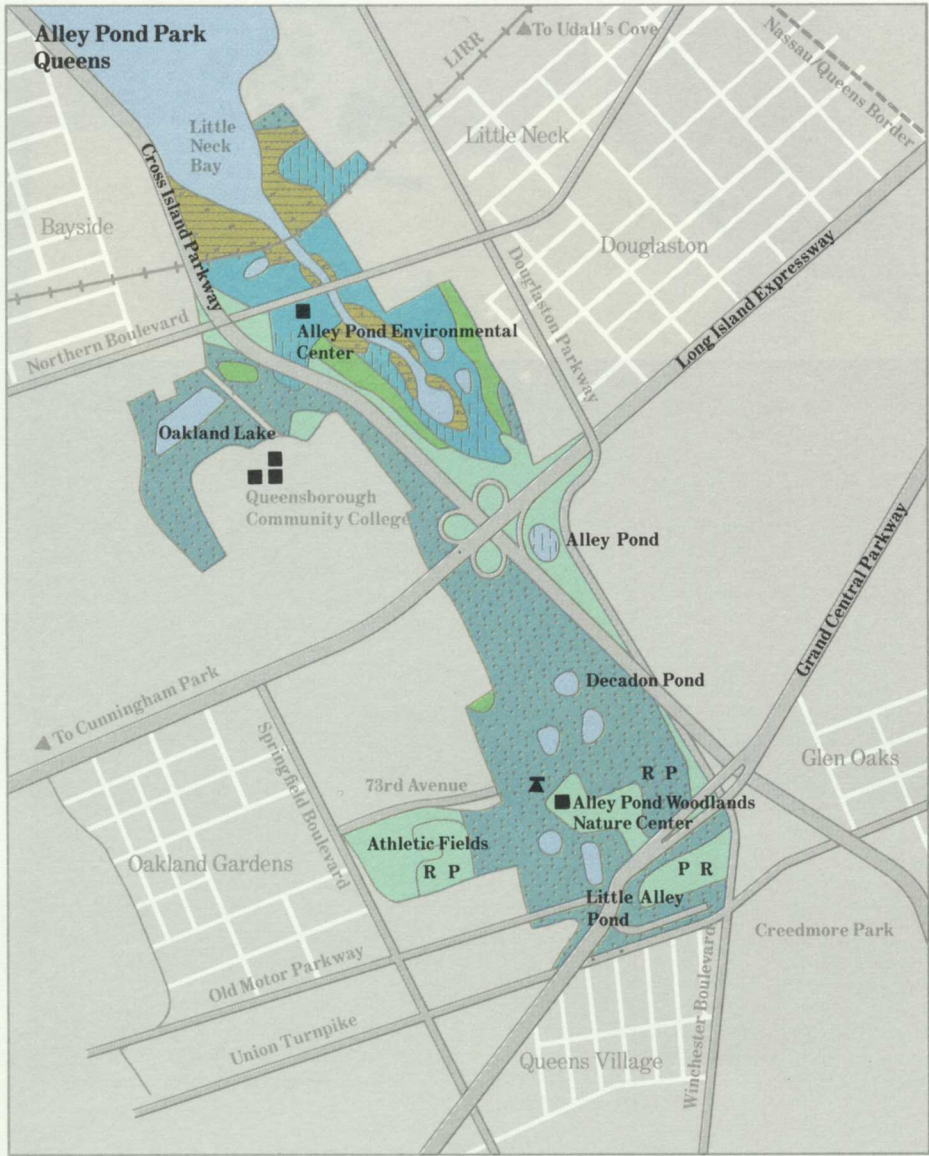 Alley Pond Park
Queens
To Udall's Cove
LIRR
Nassau/Queens Border
Little
Neck
Bay
Little Neck
Cross Island Parkway
Bayside
Douglaston
Douglaston Parkway
Long Island Expressway
Northern Boulevard
Alley Pond Environmental
Center
Oakland Lake
Queensborough
Community College
Alley Pond
Grand Central Parkway
Decadon Pond
To Cunningham Park
Springfield Boulevard
Glen Oaks
73rd Avenue
R P
Alley Pond Woodlands
Nature Center
Athletic Fields
R P
Oakland Gardens
P R
Little Alley
Pond
Creedmore Park
Old Motor Parkway
Winchester Boulevard
Union Turnpike
Queens Village